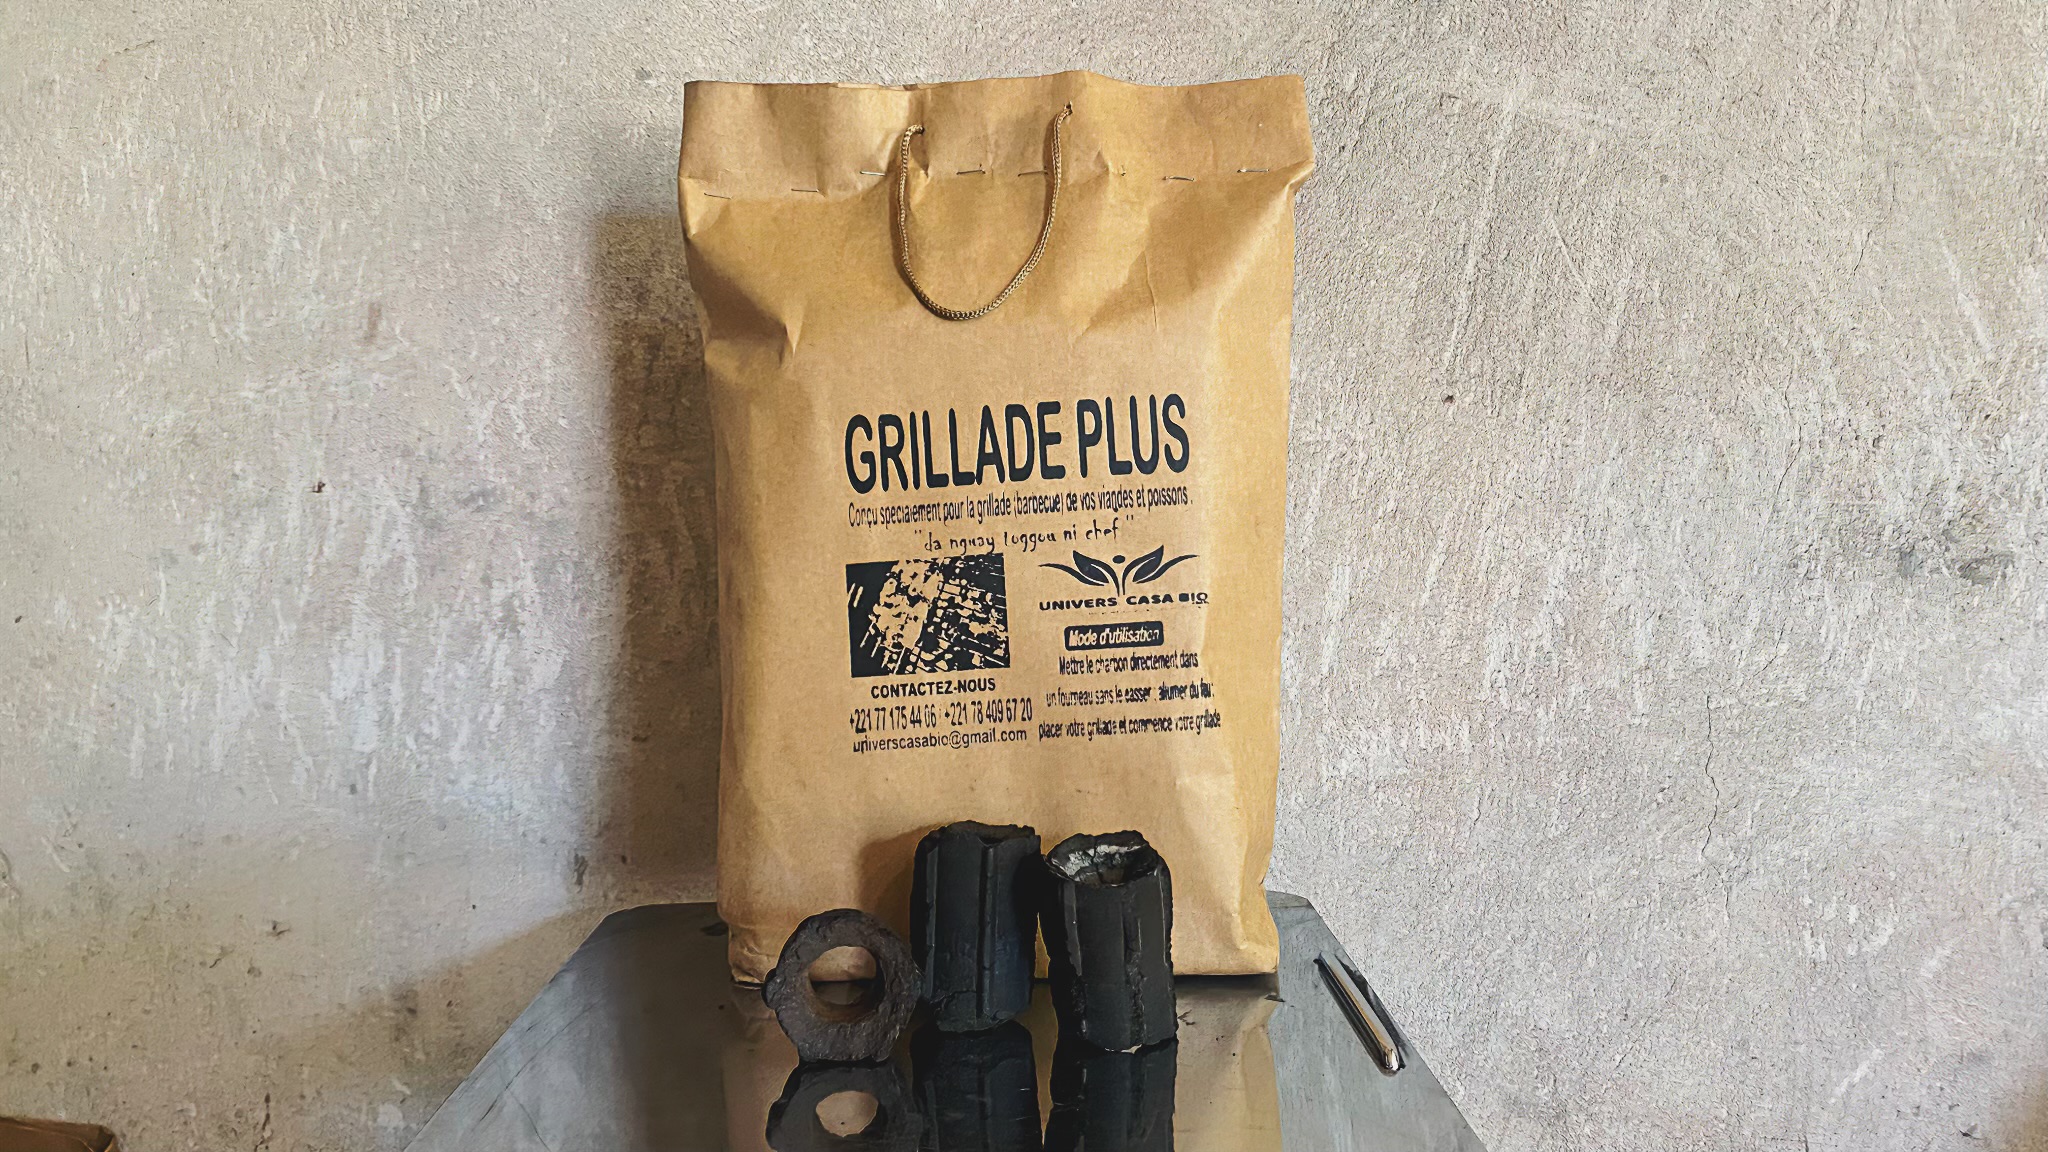 GRILLADE PLUS
Conçu specialement pour la grillade (barbecue) de vos viandes et poissons.
"da nguay toggou ni chef"
UNIVERS CASA BIO
Mode d'utilisation
Mettre le charbon directement dans
un fourneau sans le casser ; allumer du feu ;
placer votre grillade et commence votre grillade
CONTACTEZ-NOUS
+221 77 175 44 06 / +221 78 409 67 20
universcasabio@gmail.com